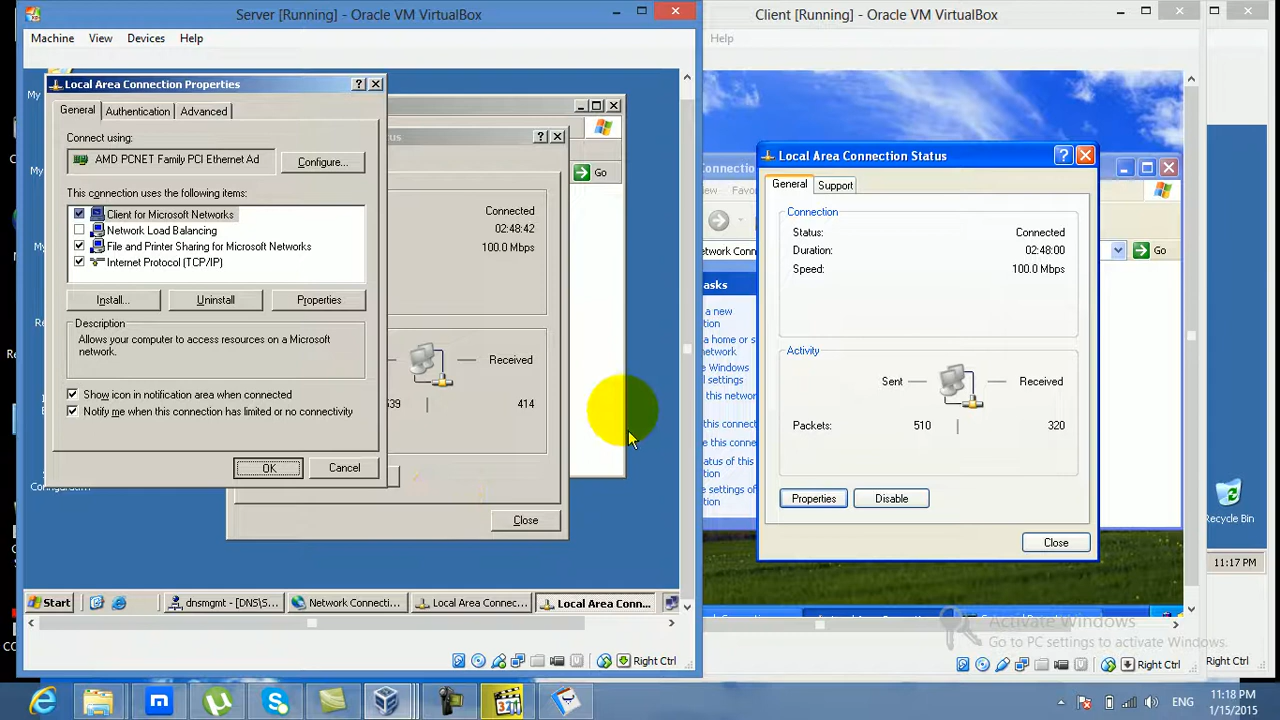 Server [Running] - Oracle VM VirtualBox
Machine View Devices Help
My
Local Area Connection Properties
General Authentication Advanced
Connect using:
AMD PCNET Family PCI Ethernet Ad
Configure...
This connection uses the following items:
Client for Microsoft Networks
Network Load Balancing
File and Printer Sharing for Microsoft Networks
Internet Protocol (TCP/IP)
Install... Uninstall Properties
Description
Allows your computer to access resources on a Microsoft
network.
Show icon in notification area when connected
Notify me when this connection has limited or no connectivity
OK Cancel
Go
Connected
02:48:42
100.0 Mbps
Received
414
Close
Start
dnsmgmt - [DNS\S...
Network Connecti...
Local Area Connec...
Local Area Conn...
Right Ctrl
Client [Running] - Oracle VM VirtualBox
Help
Local Area Connection Status
General Support
Connection
Status: Connected
Duration: 02:48:00
Speed: 100.0 Mbps
Activity
Sent Received
Packets: 510 320
Properties Disable
Close
Go
etwork Conn
asks
Recycle Bin
11:17 PM
Activate Windows
Go to PC settings to activate Windows.
Right Ctrl
Right Ctrl
ENG
11:18 PM
1/15/2015